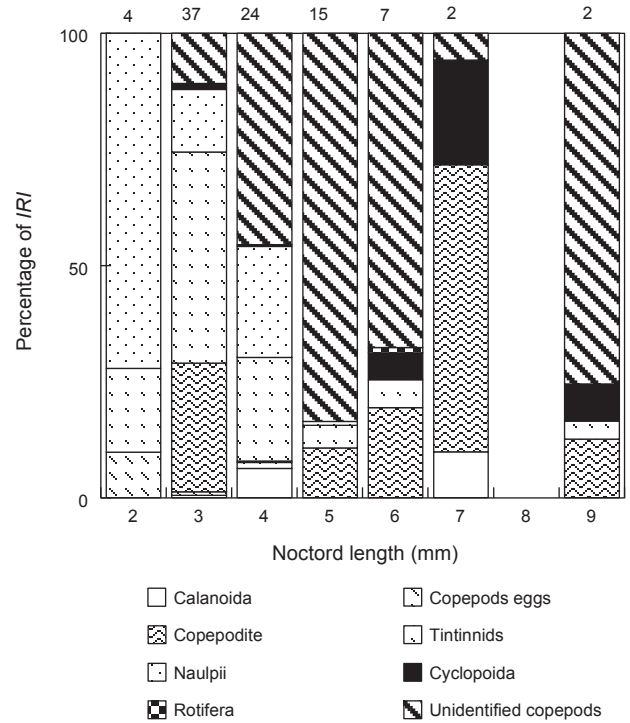 4 37 24 15 7 2 2
100
50
0
Percentage of IRI
2 3 4 5 6 7 8 9
Noctord length (mm)
Calanoida
Copepods eggs
Copepodite
Tintinnids
Naulpii
Cyclopoida
Rotifera
Unidentified copepods